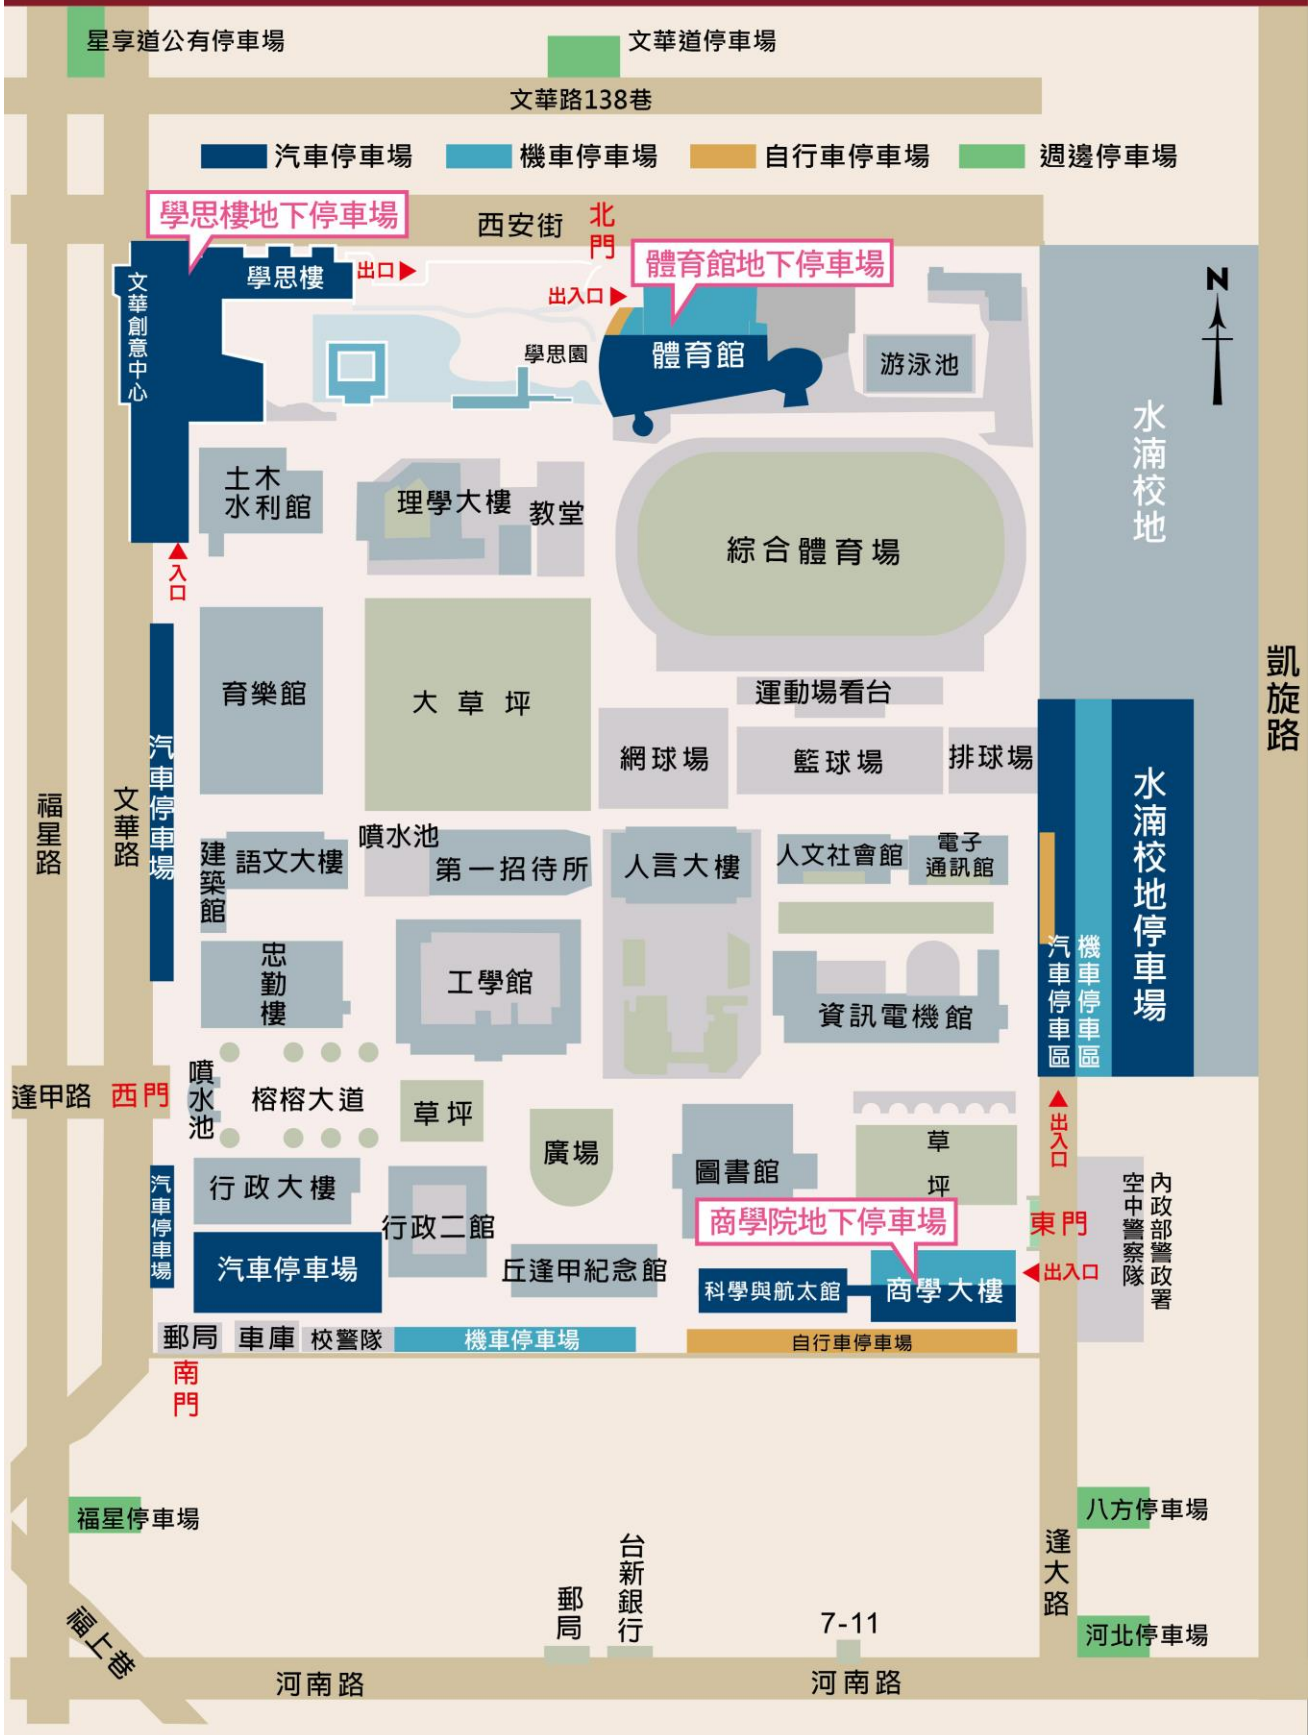 星享道公有停車場
文華道停車場
文華路138巷
汽車停車場
機車停車場
自行車停車場
週邊停車場
學思樓地下停車場
西安街
北門
體育館地下停車場
文華創意中心
學思樓
出口
出入口
學思園
體育館
游泳池
N
水湳校地
土木
水利館
理學大樓
教堂
綜合體育場
入口
育樂館
大草坪
運動場看台
網球場
籃球場
排球場
凱旋路
福星路
文華路
汽車停車場
水湳校地停車場
噴水池
建築館
語文大樓
第一招待所
人言大樓
人文社會館
電子
通訊館
忠勤樓
工學館
資訊電機館
汽車停車區
機車停車區
逢甲路
西門
噴水池
榕榕大道
草坪
廣場
圖書館
草坪
出入口
汽車停車場
行政大樓
行政二館
商學院地下停車場
東門
內政部警政署
空中警察隊
汽車停車場
丘逢甲紀念館
科學與航太館
商學大樓
出入口
郵局
車庫
校警隊
機車停車場
自行車停車場
南門
福星停車場
八方停車場
逢大路
福上巷
郵局
台新銀行
7-11
河北停車場
河南路
河南路